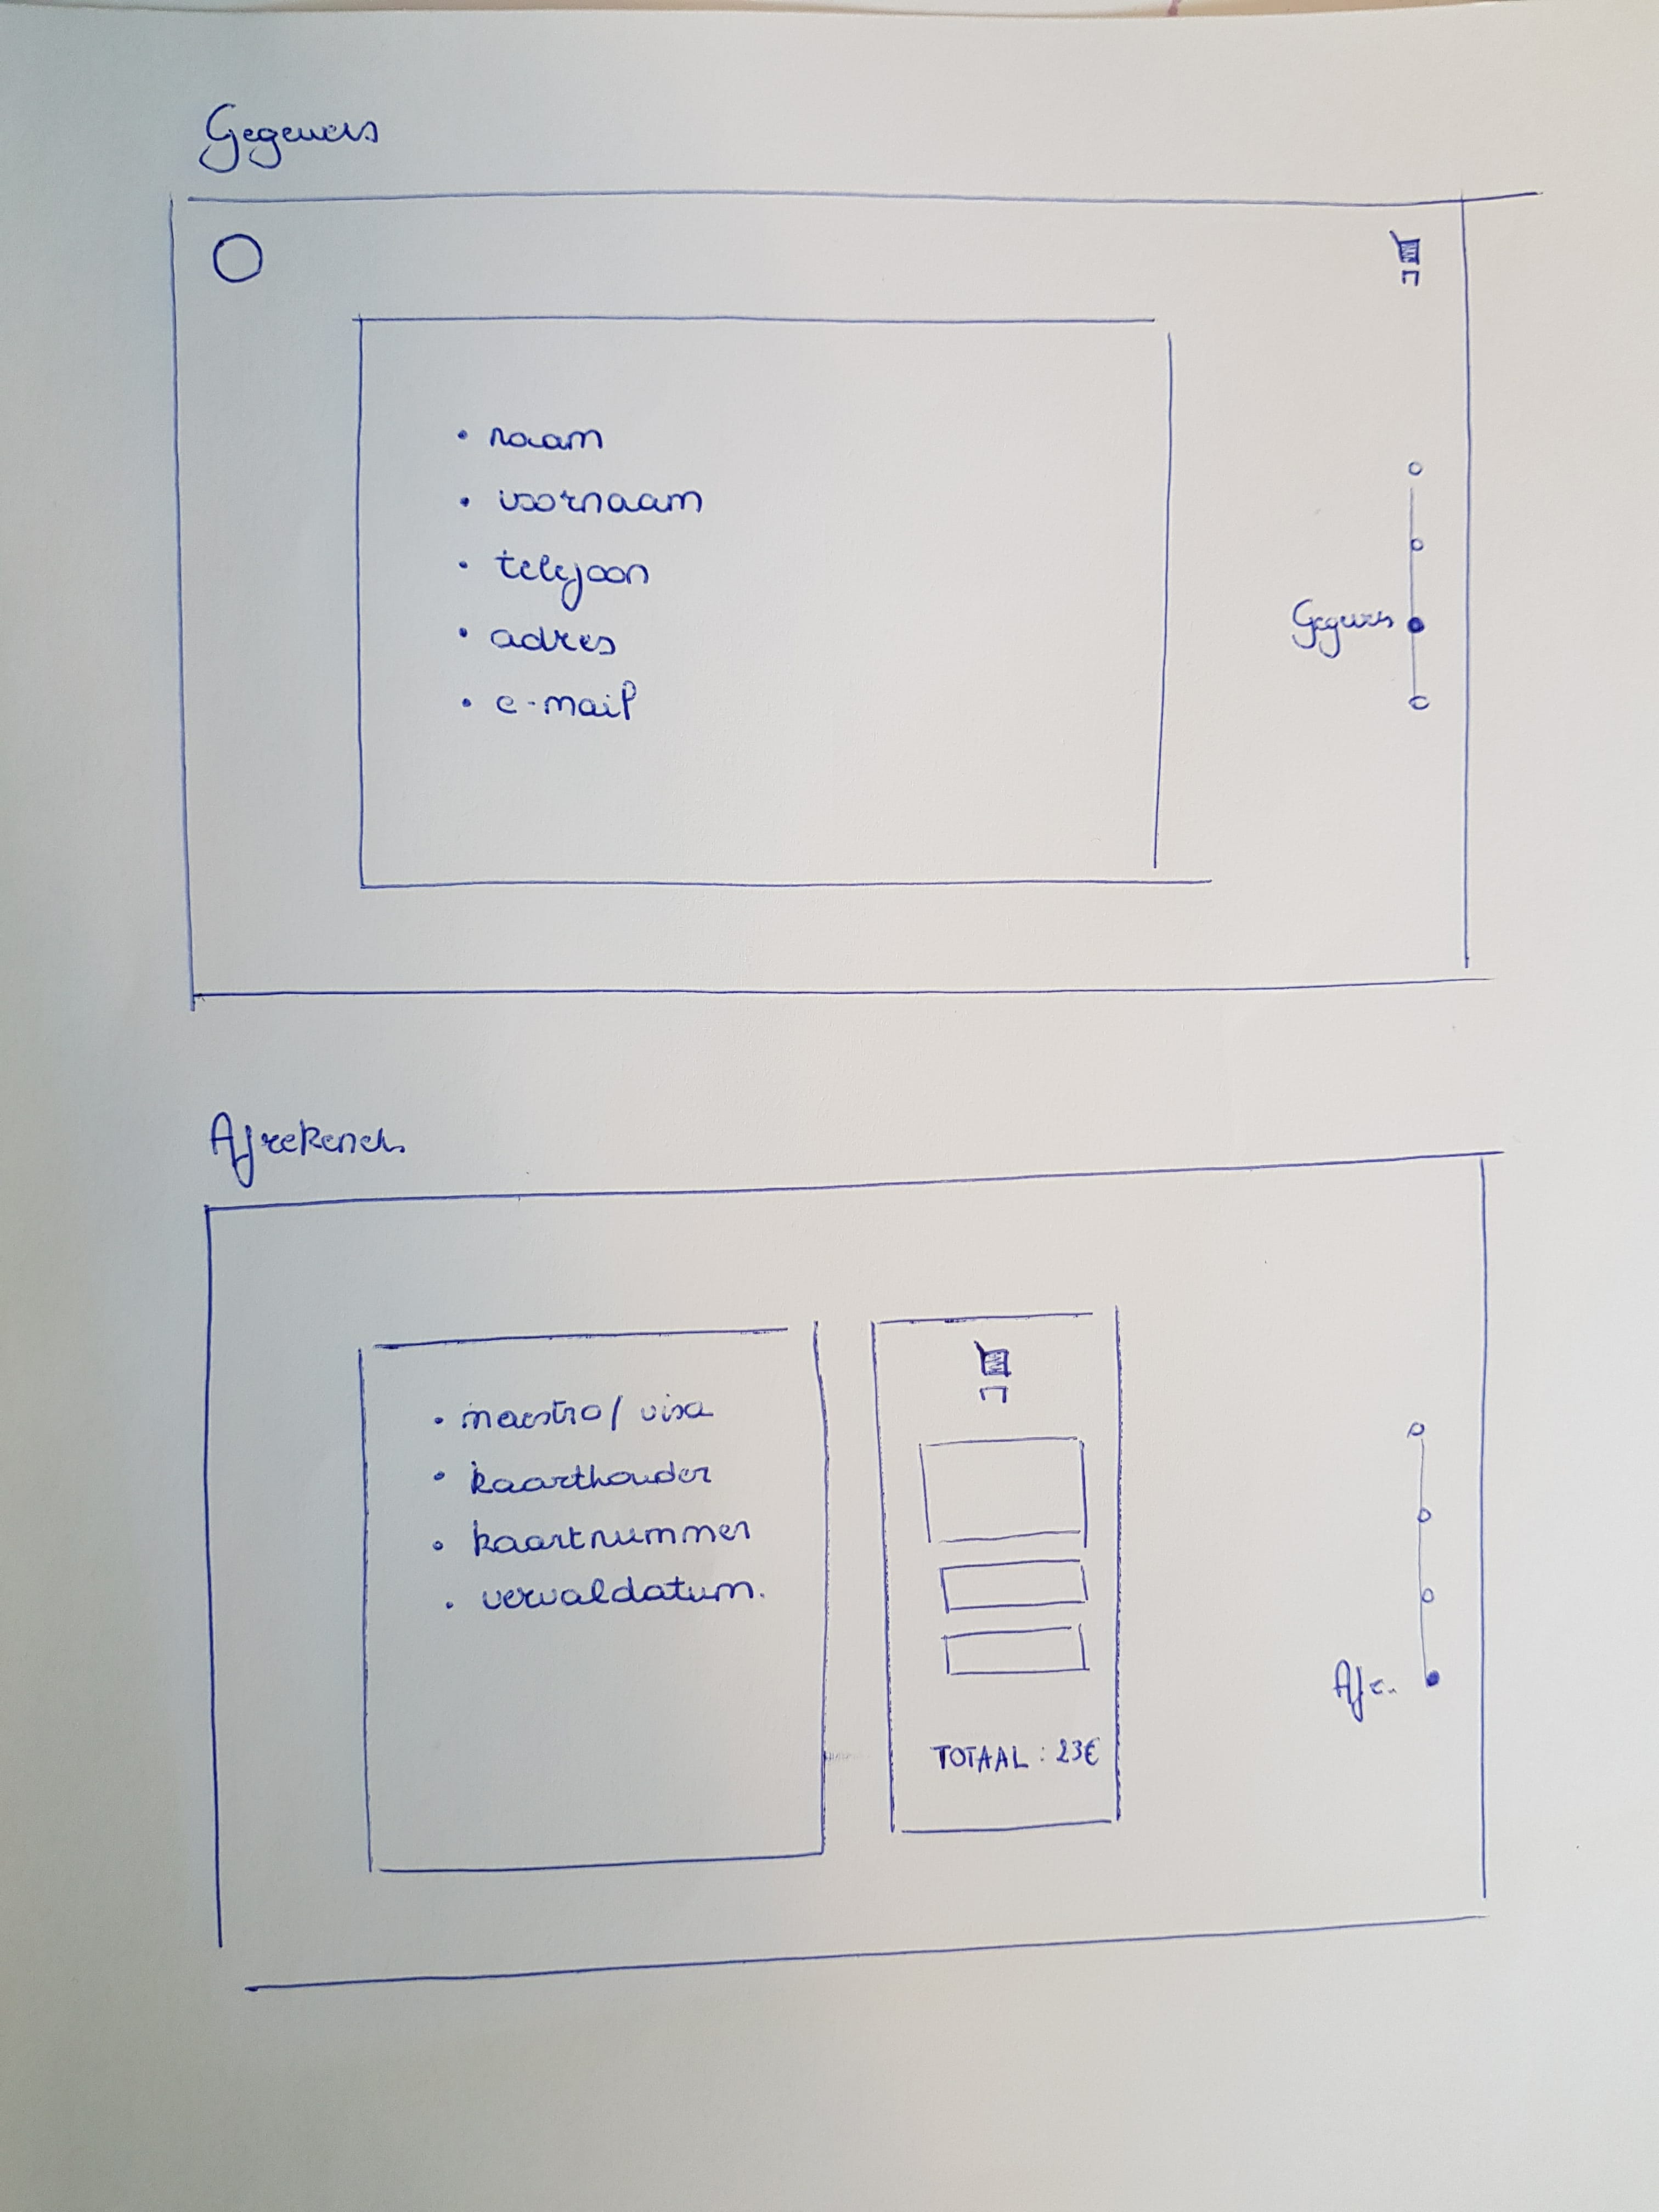 Gegevens
• naam
• voornaam
• telefoon
• adres
• e-mail
Gegevens
Afrekenen
• maestro / visa
• kaarthouder
• kaartnummer
• vervaldatum.
TOTAAL : 23€
Afr..